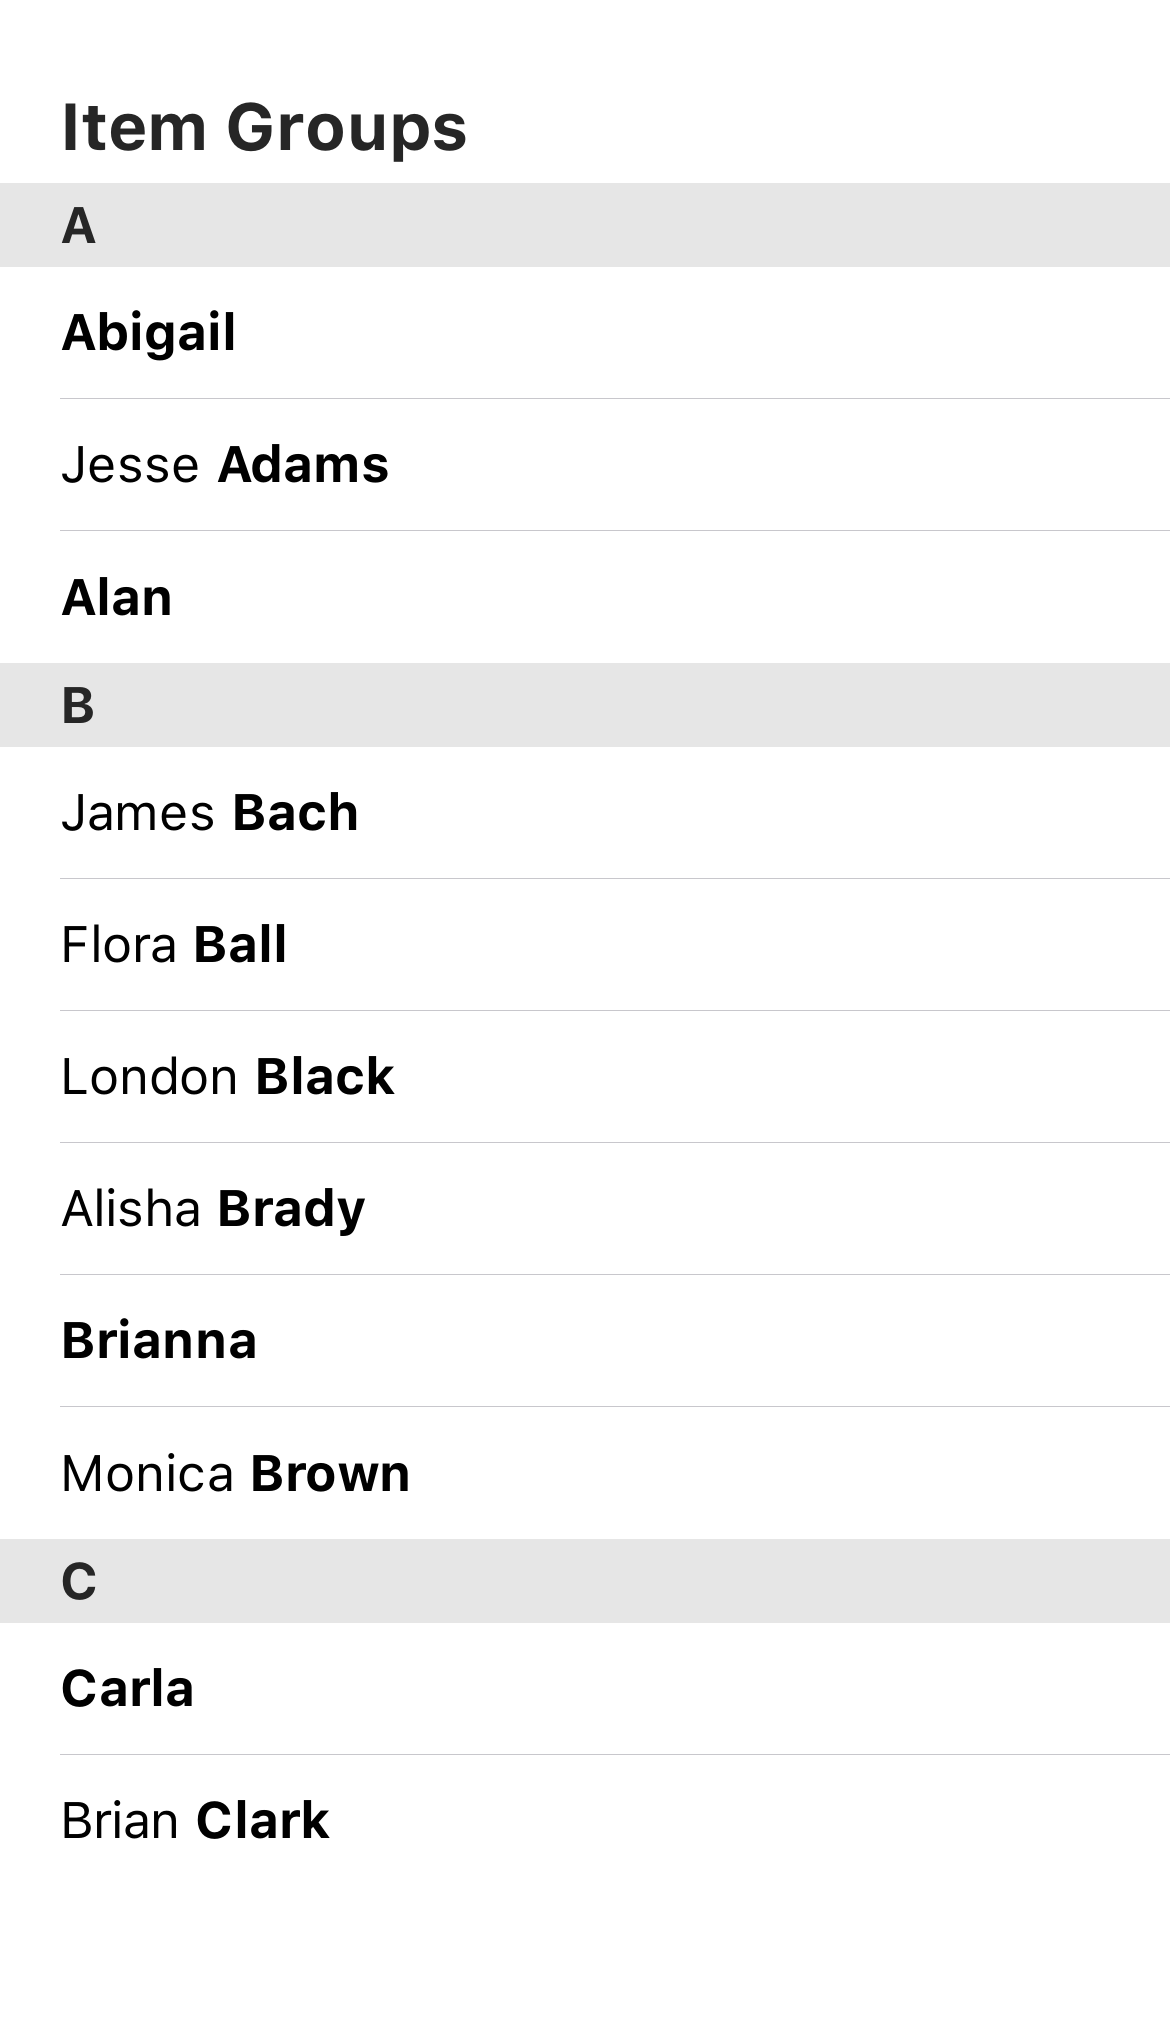 Item Groups
A
Abigail
Jesse Adams
Alan
B
James Bach
Flora Ball
London Black
Alisha Brady
Brianna
Monica Brown
C
Carla
Brian Clark